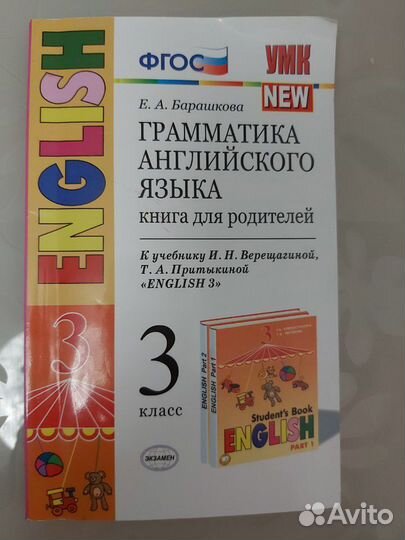 ФГОС
УМК
NEW
Е. А. Барашкова
ГРАММАТИКА
АНГЛИЙСКОГО
ЯЗЫКА
книга для родителей
К учебнику И. Н. Верещагиной,
Т. А. Притыкиной
«ENGLISH 3»
3
класс
ЭКЗАМЕН
ENGLISH
3
ENGLISH Part 2
ENGLISH Part 1
3
Student's Book
ENGLISH
PART 1
Avito